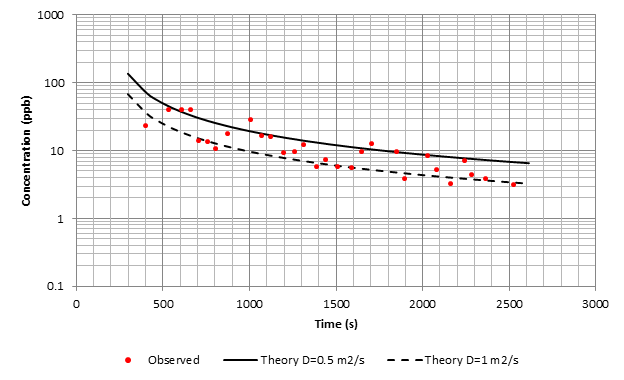 1000
100
10
1
0.1
Concentration (ppb)
0 500 1000 1500 2000 2500 3000
Time (s)
Observed Theory D=0.5 m2/s Theory D=1 m2/s